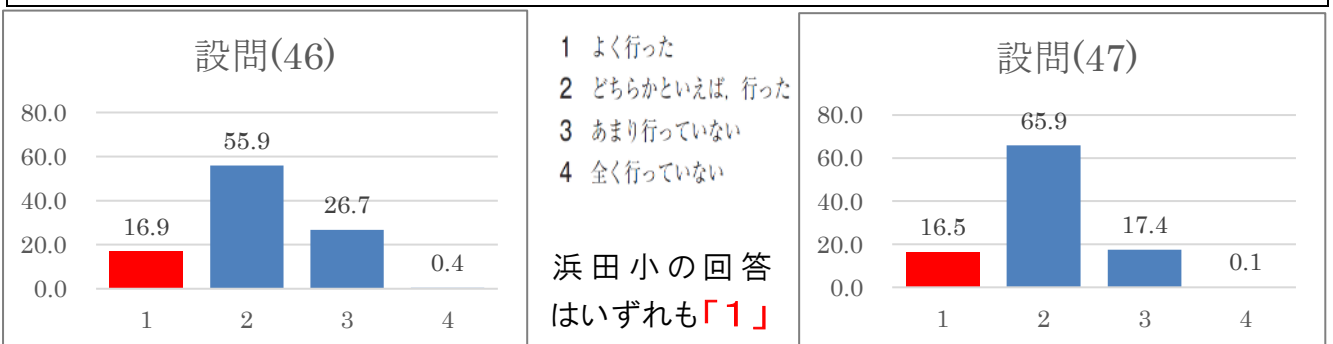 設問(46)
80.0
60.0
40.0
20.0
0.0
16.9
55.9
26.7
0.4
1 2 3 4
1 よく行った
2 どちらかといえば，行った
3 あまり行っていない
4 全く行っていない
浜田小の回答
はいずれも「１」
設問(47)
80.0
60.0
40.0
20.0
0.0
16.5
65.9
17.4
0.1
1 2 3 4